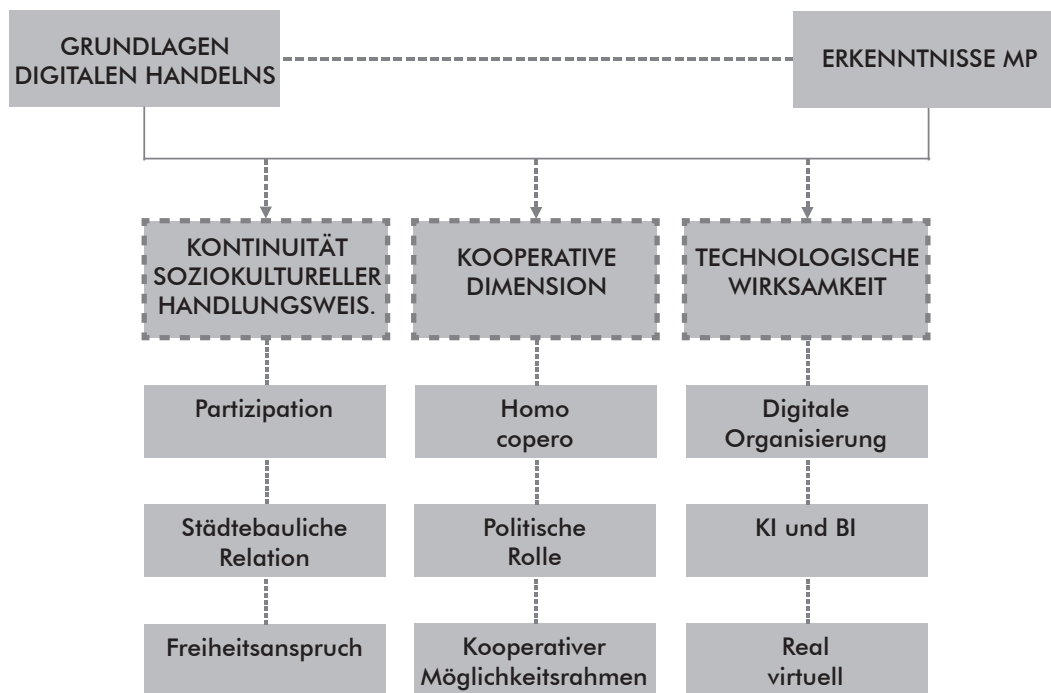 GRUNDLAGEN
DIGITALEN HANDELNS
ERKENNTNISSE MP
KONTINUITÄT
SOZIOKULTURELLER
HANDLUNGSWEIS.
KOOPERATIVE
DIMENSION
TECHNOLOGISCHE
WIRKSAMKEIT
Partizipation
Homo
copero
Digitale
Organisierung
Städtebauliche
Relation
Politische
Rolle
KI und BI
Freiheitsanspruch
Kooperativer
Möglichkeitsrahmen
Real
virtuell